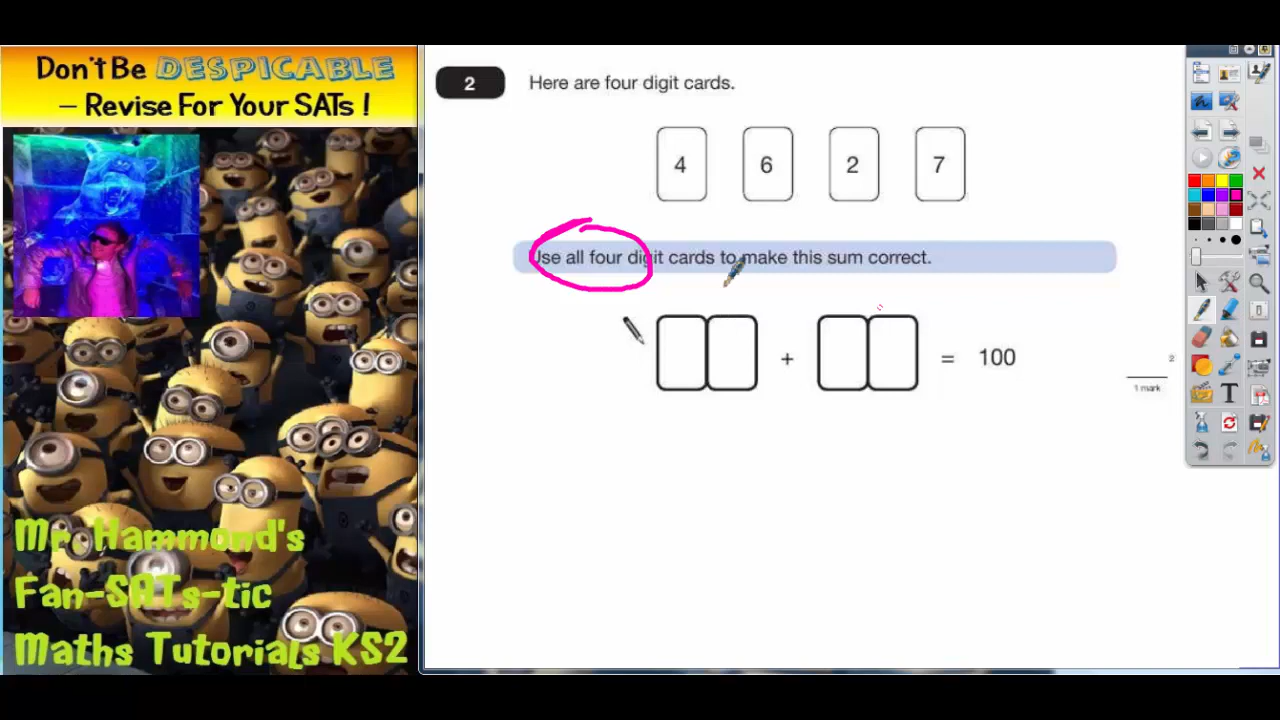 Don't Be DESPICABLE
– Revise For Your SATs !
Mr. Hammond's
Fan-SATs-tic
Maths Tutorials KS2
2 Here are four digit cards.
4 6 2 7
Use all four digit cards to make this sum correct.
+ = 100
2
1 mark
T